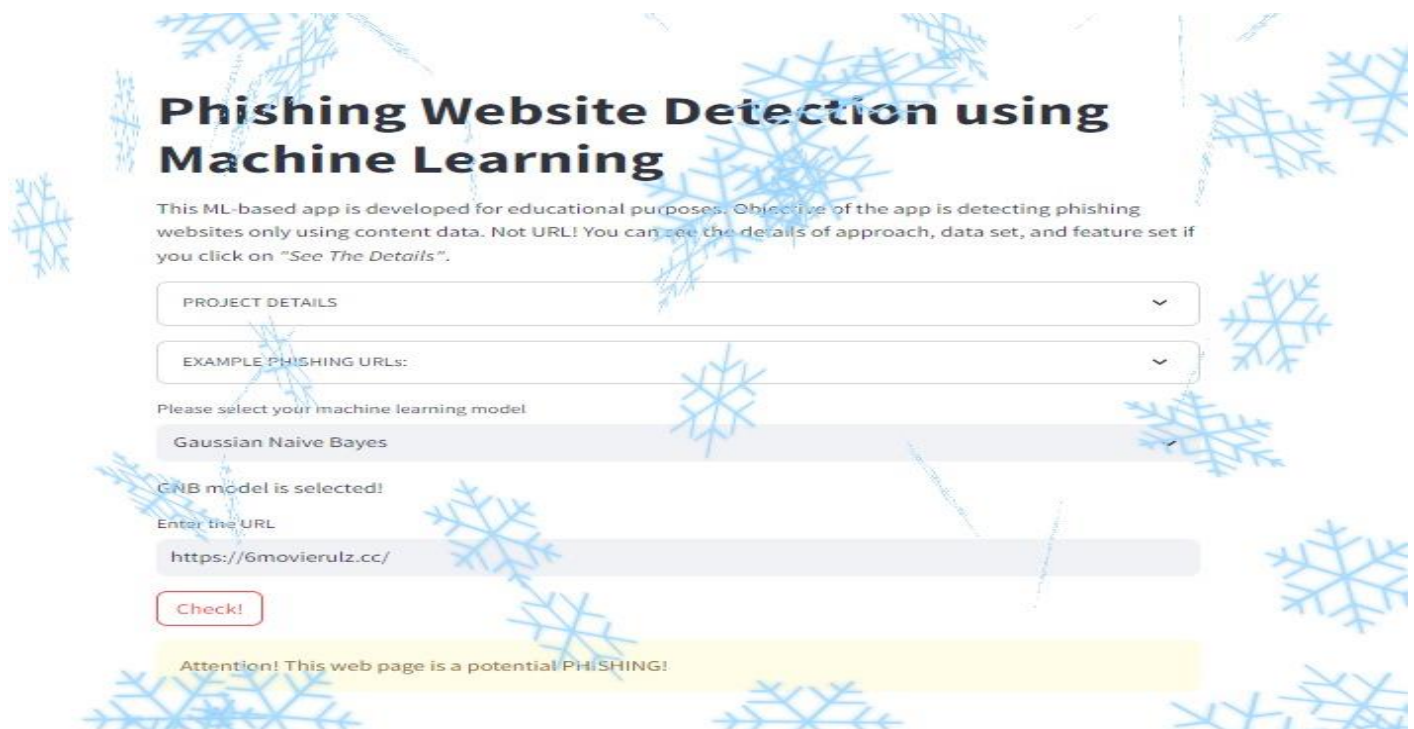 Phishing Website Detection using
Machine Learning
This ML-based app is developed for educational purposes. Objective of the app is detecting phishing
websites only using content data. Not URL! You can see the details of approach, data set, and feature set if
you click on "See The Details".
PROJECT DETAILS
EXAMPLE PHISHING URLs:
Please select your machine learning model
Gaussian Naive Bayes
GNB model is selected!
Enter the URL
https://6movierulz.cc/
Check!
Attention! This web page is a potential PHISHING!